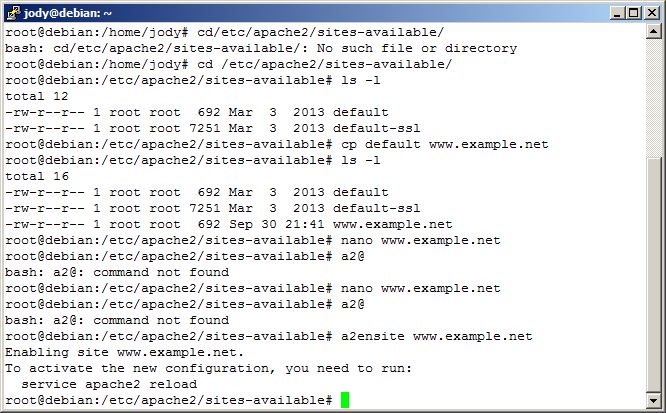 jody@debian: ~
root@debian:/home/jody# cd/etc/apache2/sites-available/
bash: cd/etc/apache2/sites-available/: No such file or directory
root@debian:/home/jody# cd /etc/apache2/sites-available/
root@debian:/etc/apache2/sites-available# ls -l
total 12
-rw-r--r-- 1 root root  692 Mar  3  2013 default
-rw-r--r-- 1 root root 7251 Mar  3  2013 default-ssl
root@debian:/etc/apache2/sites-available# cp default www.example.net
root@debian:/etc/apache2/sites-available# ls -l
total 16
-rw-r--r-- 1 root root  692 Mar  3  2013 default
-rw-r--r-- 1 root root 7251 Mar  3  2013 default-ssl
-rw-r--r-- 1 root root  692 Sep 30 21:41 www.example.net
root@debian:/etc/apache2/sites-available# nano www.example.net
root@debian:/etc/apache2/sites-available# a2@
bash: a2@: command not found
root@debian:/etc/apache2/sites-available# nano www.example.net
root@debian:/etc/apache2/sites-available# a2@
bash: a2@: command not found
root@debian:/etc/apache2/sites-available# a2ensite www.example.net
Enabling site www.example.net.
To activate the new configuration, you need to run:
  service apache2 reload
root@debian:/etc/apache2/sites-available#